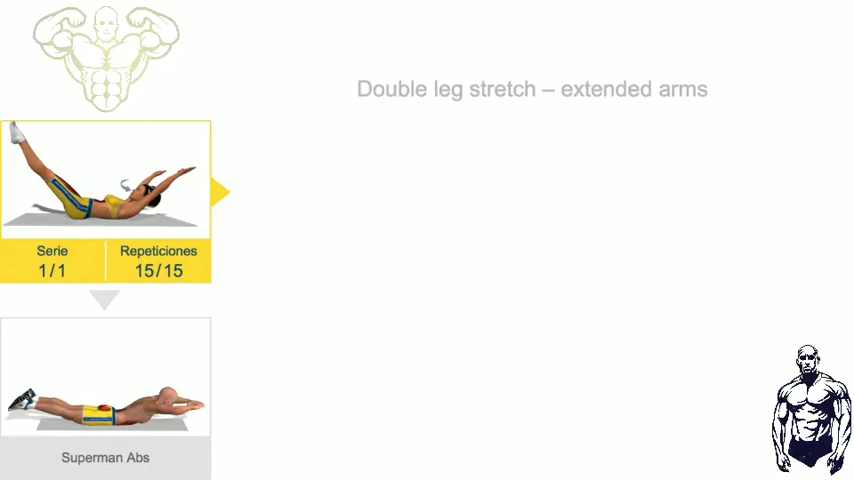 Double leg stretch – extended arms
Serie
Repeticiones
1/1
15/15
Superman Abs